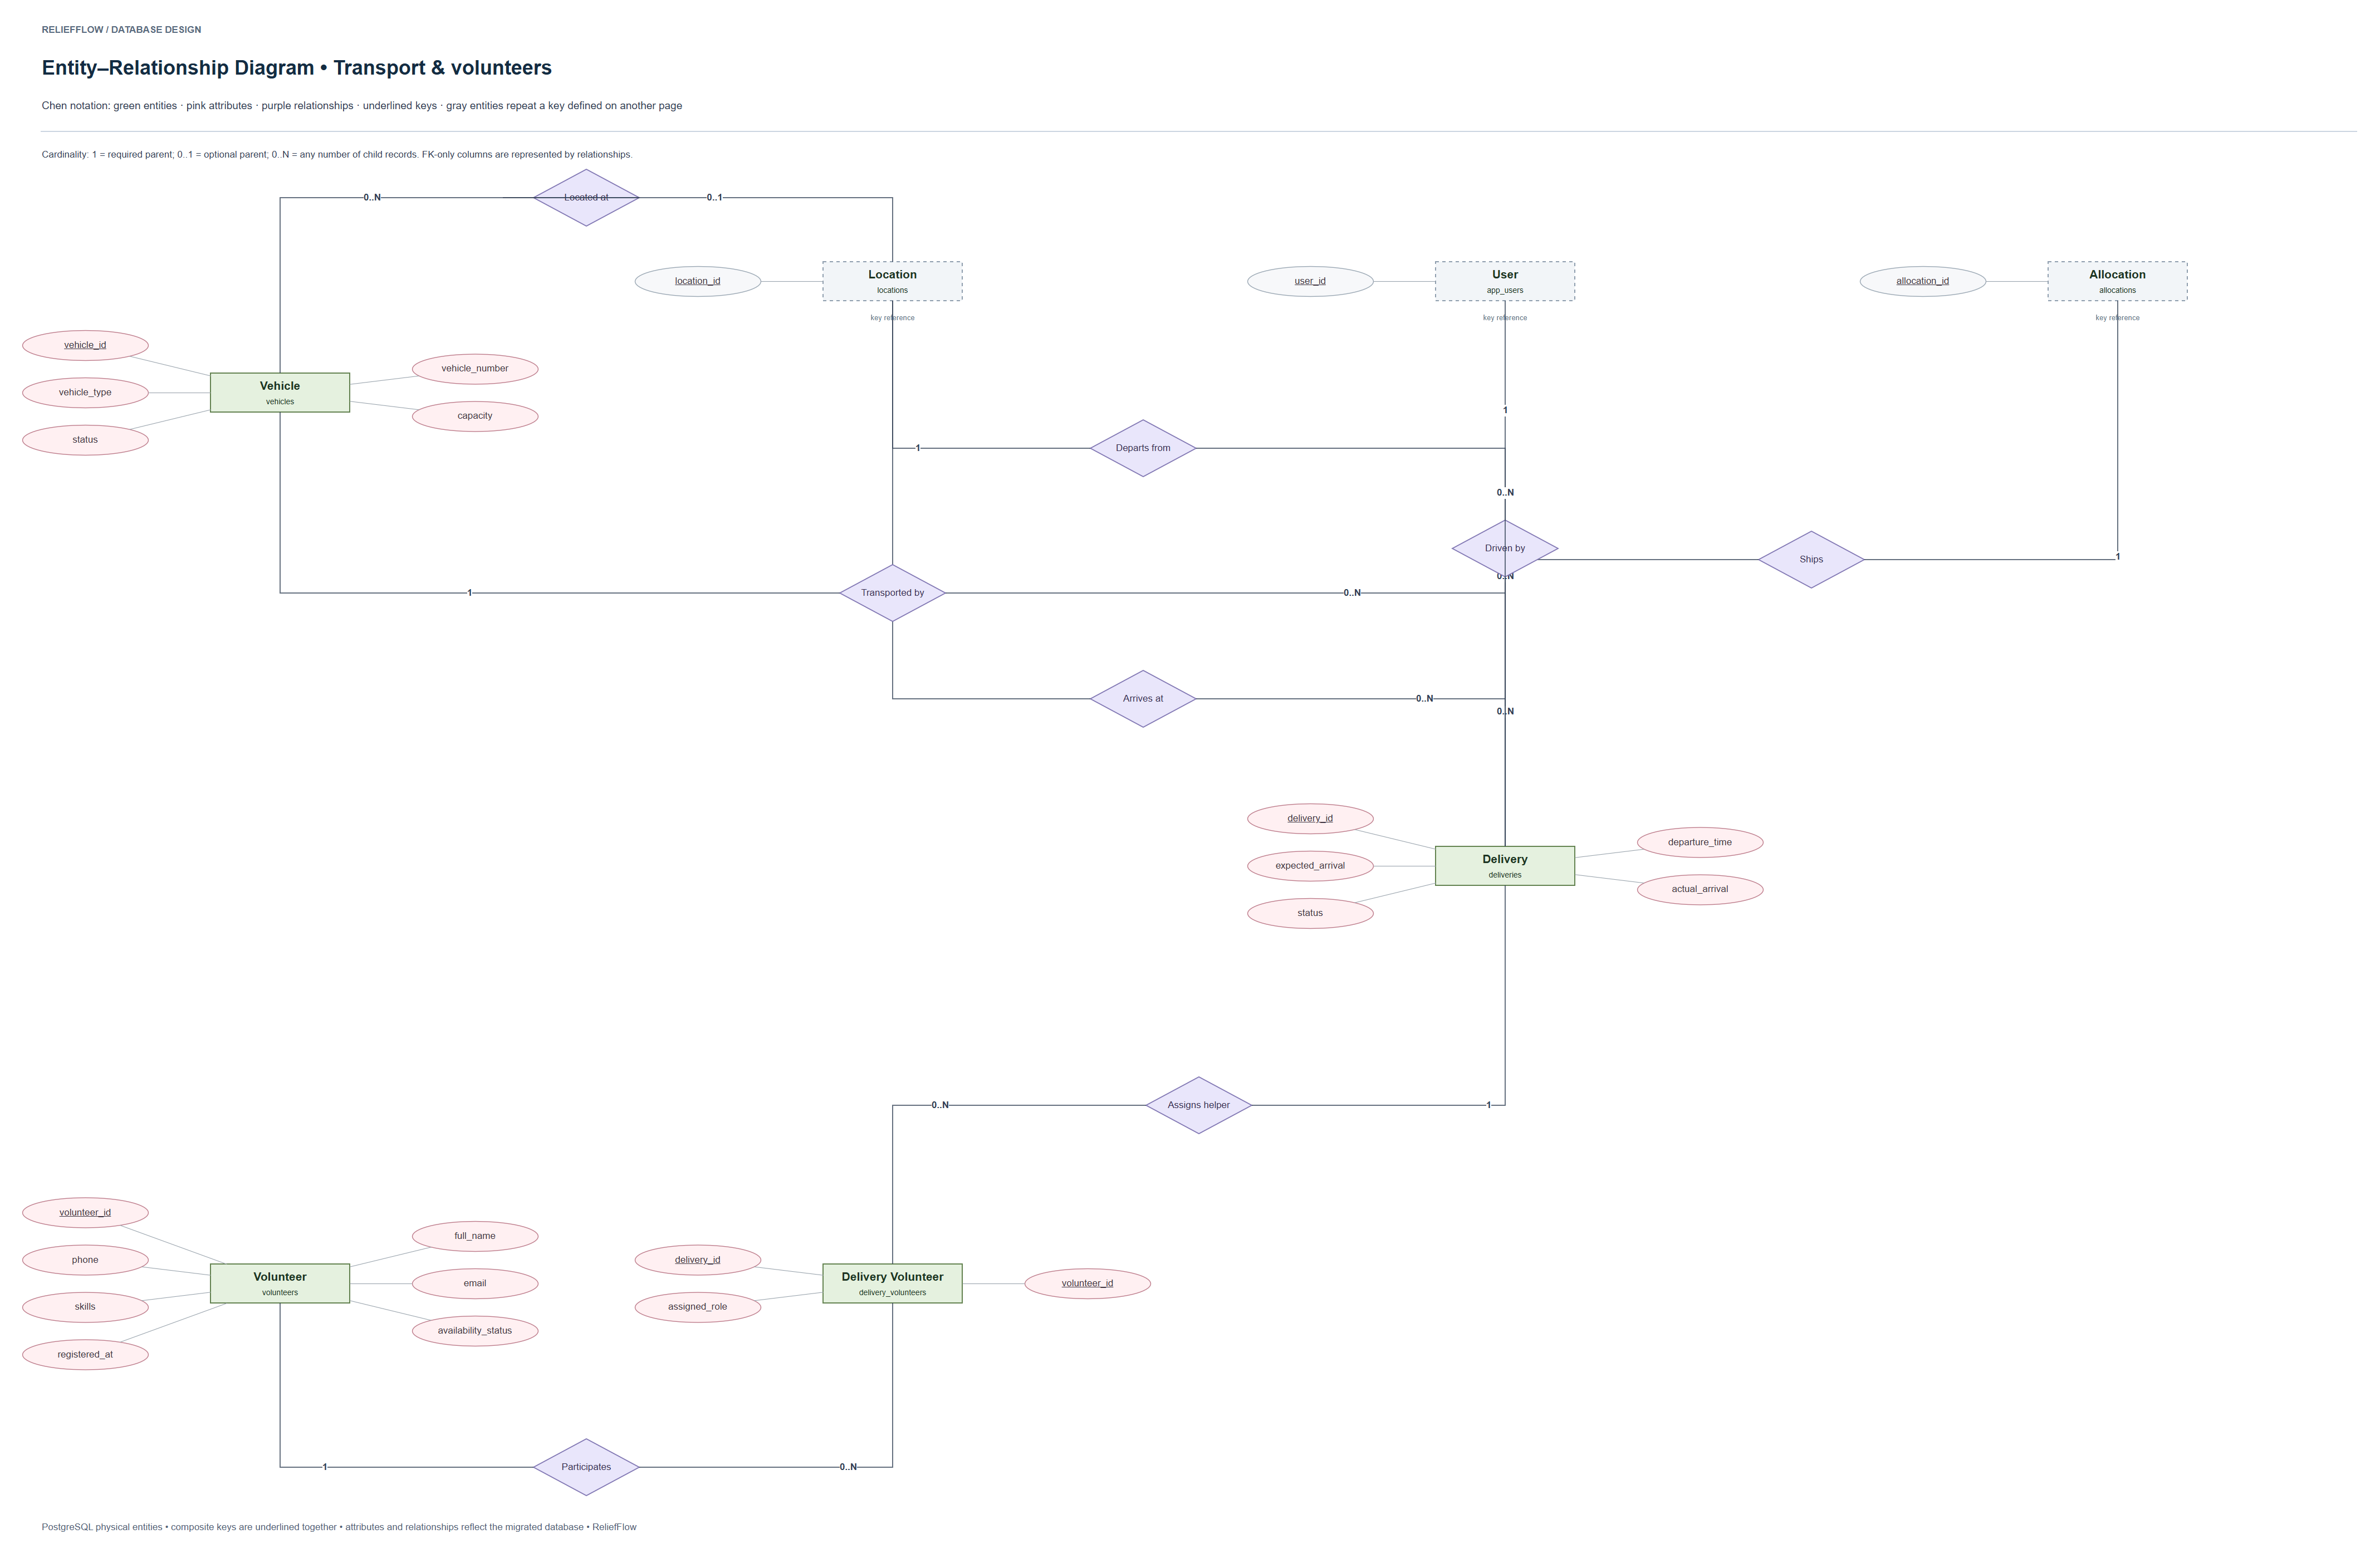 RELIEFFLOW / DATABASE DESIGN
Entity–Relationship Diagram • Transport & volunteers
Chen notation: green entities · pink attributes · purple relationships · underlined keys · gray entities repeat a key defined on another page
Cardinality: 1 = required parent; 0..1 = optional parent; 0..N = any number of child records. FK-only columns are represented by relationships.
0..N
Located at
0..1
location_id
Location
locations
key reference
user_id
User
app_users
key reference
allocation_id
Allocation
allocations
key reference
vehicle_id
vehicle_type
status
Vehicle
vehicles
vehicle_number
capacity
1
1
Departs from
0..N
Driven by
0..N
Ships
1
1
Transported by
0..N
Arrives at
0..N
0..N
delivery_id
expected_arrival
status
Delivery
deliveries
departure_time
actual_arrival
0..N
Assigns helper
1
volunteer_id
phone
skills
registered_at
Volunteer
volunteers
full_name
email
availability_status
delivery_id
assigned_role
Delivery Volunteer
delivery_volunteers
volunteer_id
1
Participates
0..N
PostgreSQL physical entities • composite keys are underlined together • attributes and relationships reflect the migrated database • ReliefFlow